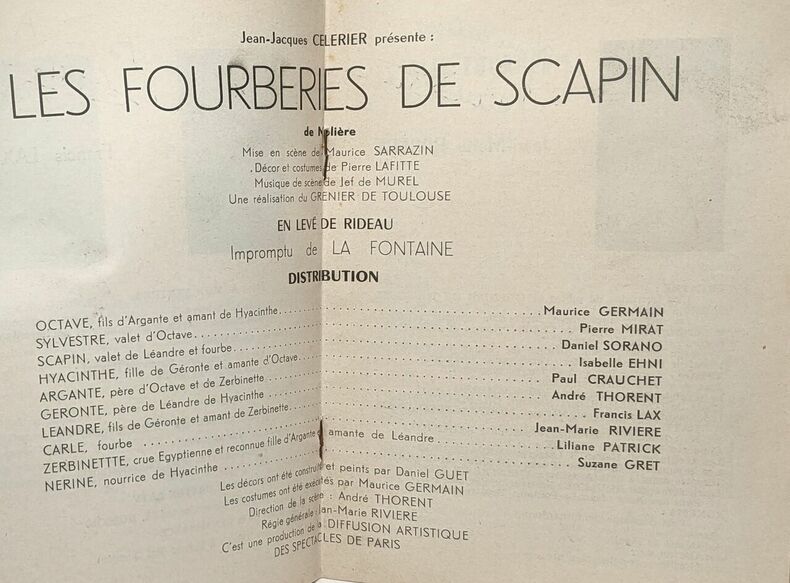 Jean-Jacques CELERIER présente :
LES FOURBERIES DE SCAPIN
de Molière
Mise en scène de Maurice SARRAZIN
Décor et costumes de Pierre LAFITTE
Musique de scène de Jef de MUREL
Une réalisation du GRENIER DE TOULOUSE
EN LEVÉ DE RIDEAU
Impromptu de LA FONTAINE
DISTRIBUTION
OCTAVE, fils d'Argante et amant de Hyacinthe Maurice GERMAIN
SYLVESTRE, valet d'Octave Pierre MIRAT
SCAPIN, valet de Léandre et fourbe Daniel SORANO
HYACINTHE, fille de Géronte et amante d'Octave Isabelle EHNI
ARGANTE, père d'Octave et de Zerbinette Paul CRAUCHET
GERONTE, père de Léandre de Hyacinthe André THORENT
LEANDRE, fils de Géronte et amant de Zerbinette Francis LAX
CARLE, fourbe Jean-Marie RIVIERE
ZERBINETTTE, crue Egyptienne et reconnue fille d'Argante et amante de Léandre Liliane PATRICK
NERINE, nourrice de Hyacinthe Suzane GRET
Les décors ont été construits et peints par Daniel GUET
Les costumes ont été exécutés par Maurice GERMAIN
Direction de la scène : André THORENT
Régie générale : Jean-Marie RIVIERE
C'est une production de la DIFFUSION ARTISTIQUE
DES SPECTACLES DE PARIS